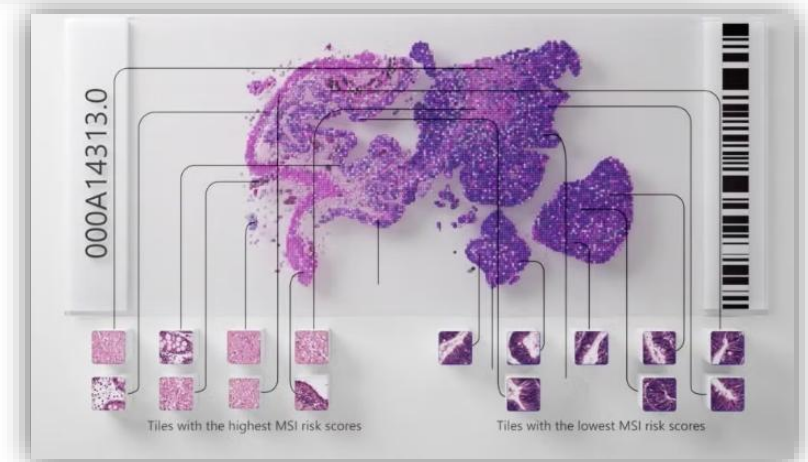 000A14313.0
Tiles with the highest MSI risk scores
Tiles with the lowest MSI risk scores